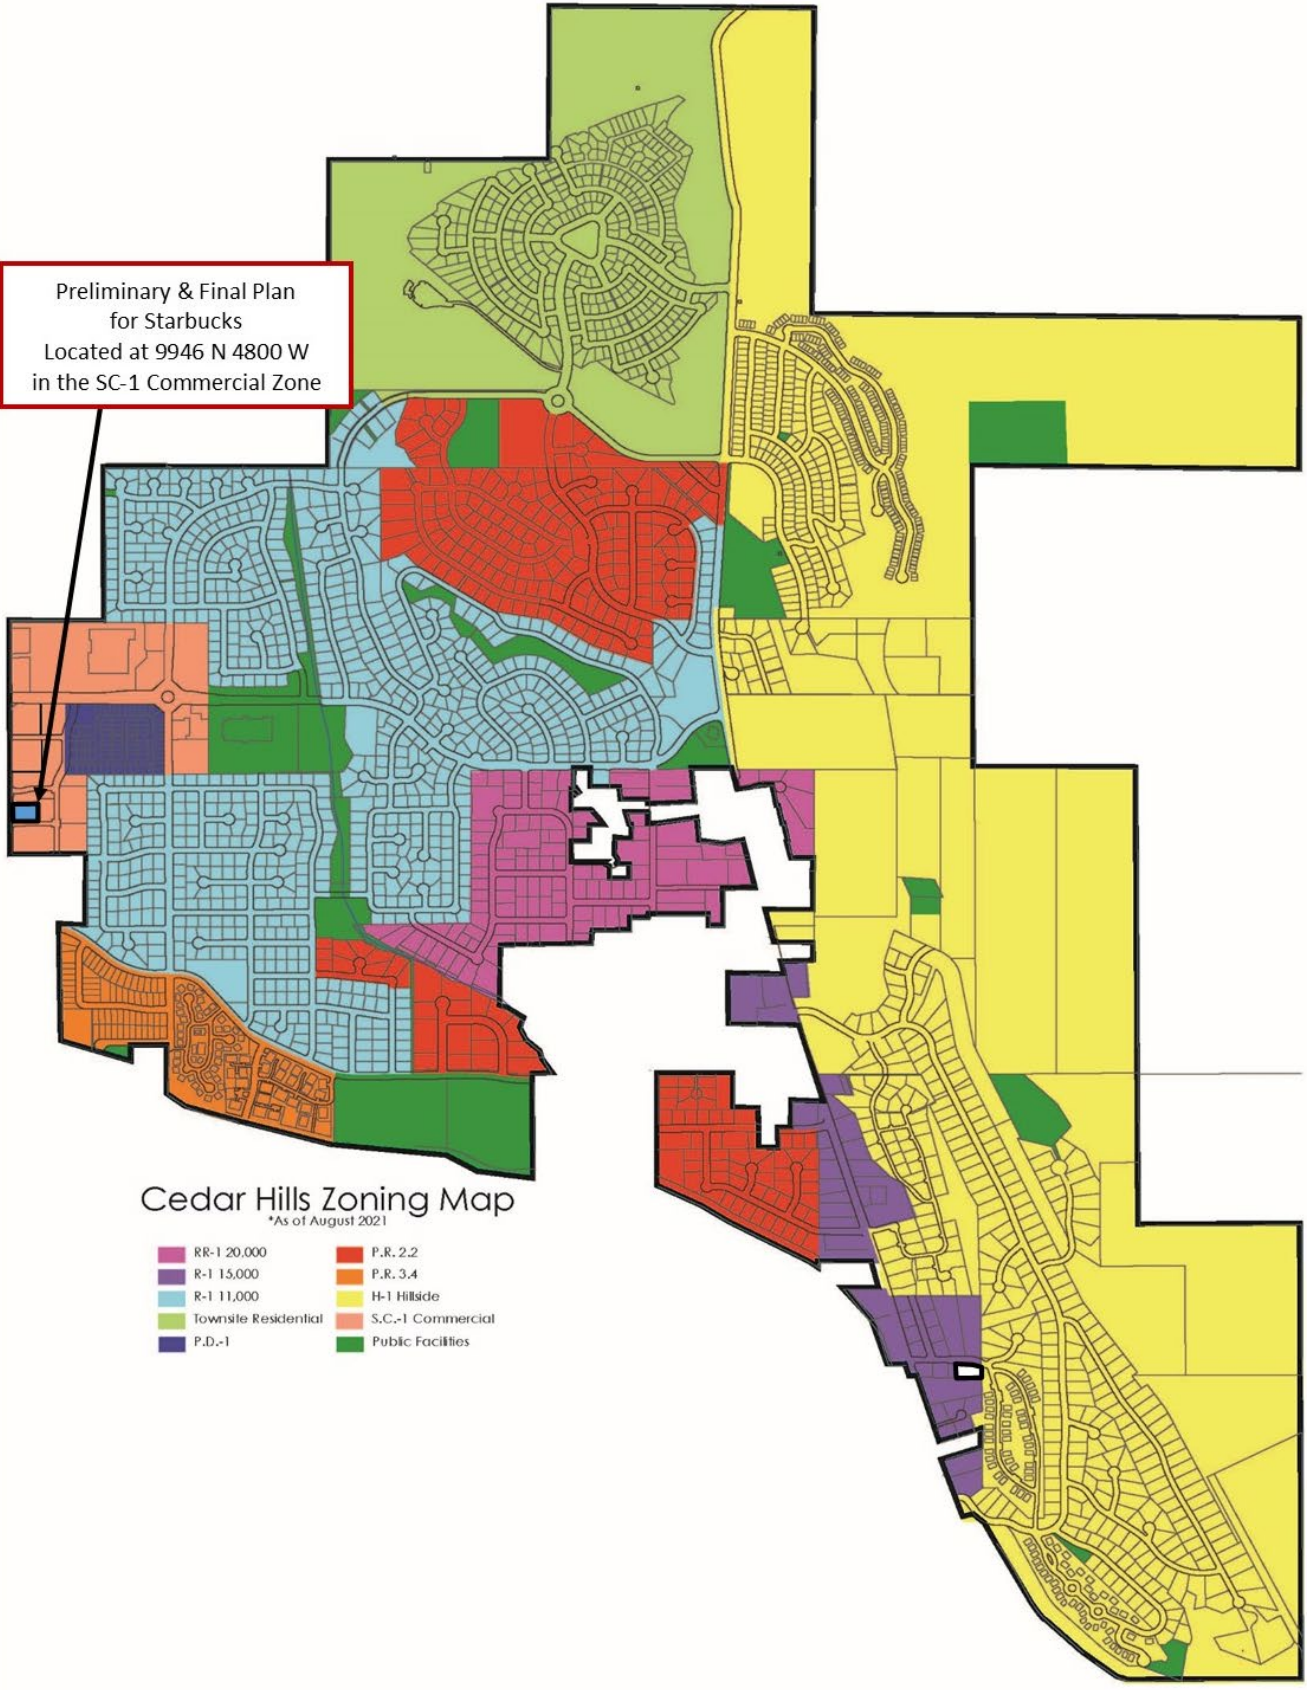 Preliminary & Final Plan
for Starbucks
Located at 9946 N 4800 W
in the SC-1 Commercial Zone
Cedar Hills Zoning Map
*As of August 2021
RR-1 20,000
R-1 15,000
R-1 11,000
Townsite Residential
P.D.-1
P.R. 2.2
P.R. 3.4
H-1 Hillside
S.C.-1 Commercial
Public Facilities